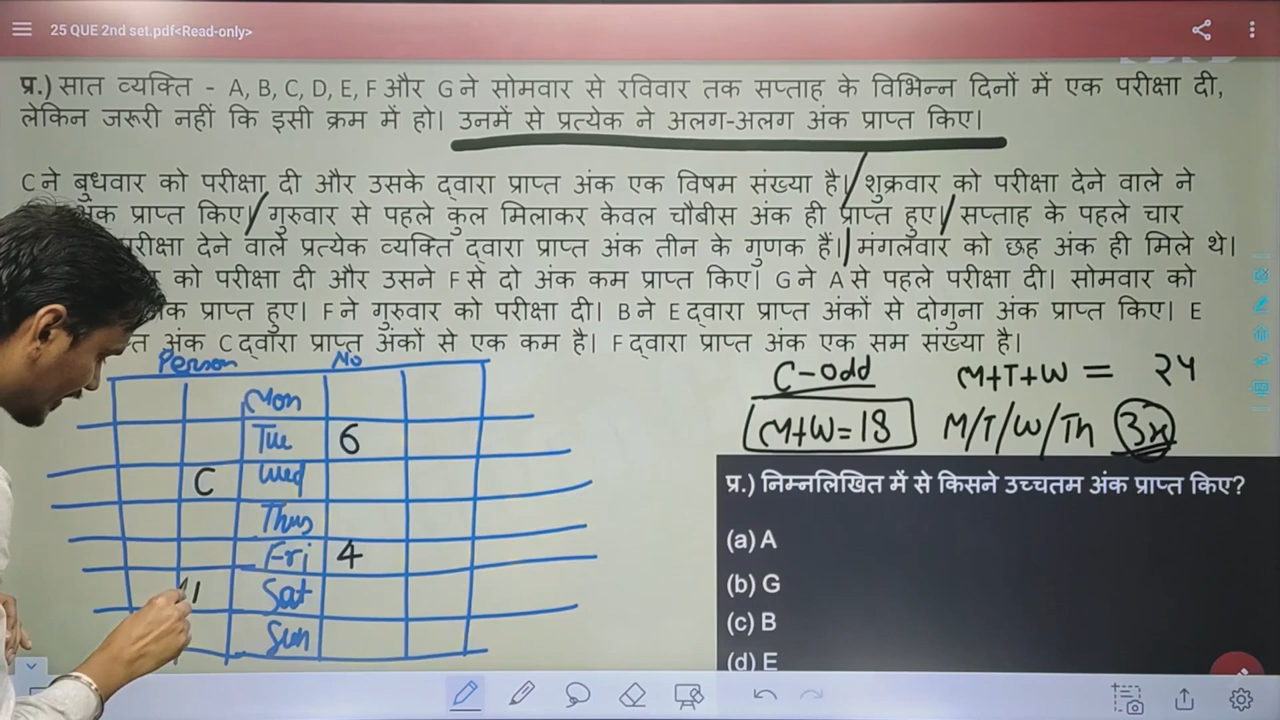 25 QUE 2nd set.pdf<Read-only>
प्र.) सात व्यक्ति - A, B, C, D, E, F और G ने सोमवार से रविवार तक सप्ताह के विभिन्न दिनों में एक परीक्षा दी,
लेकिन जरूरी नहीं कि इसी क्रम में हो। उनमें से प्रत्येक ने अलग-अलग अंक प्राप्त किए।
C ने बुधवार को परीक्षा दी और उसके द्वारा प्राप्त अंक एक विषम संख्या है। शुक्रवार को परीक्षा देने वाले ने
अंक प्राप्त किए। गुरुवार से पहले कुल मिलाकर केवल चौबीस अंक ही प्राप्त हुए। सप्ताह के पहले चार
परीक्षा देने वाले प्रत्येक व्यक्ति द्वारा प्राप्त अंक तीन के गुणक हैं। मंगलवार को छह अंक ही मिले थे।
को परीक्षा दी और उसने F से दो अंक कम प्राप्त किए। G ने A से पहले परीक्षा दी। सोमवार को
प्राप्त हुए। F ने गुरुवार को परीक्षा दी। B ने E द्वारा प्राप्त अंकों से दोगुना अंक प्राप्त किए। E
अंक C द्वारा प्राप्त अंकों से एक कम है। F द्वारा प्राप्त अंक एक सम संख्या है।
Person No
Mon
Tue 6
C Wed
Thus
Fri 4
Sat
Sun
C-odd M+T+W = 24
M+W=18 M/T/W/Th 3x
प्र.) निम्नलिखित में से किसने उच्चतम अंक प्राप्त किए?
(a) A
(b) G
(c) B
(d) E